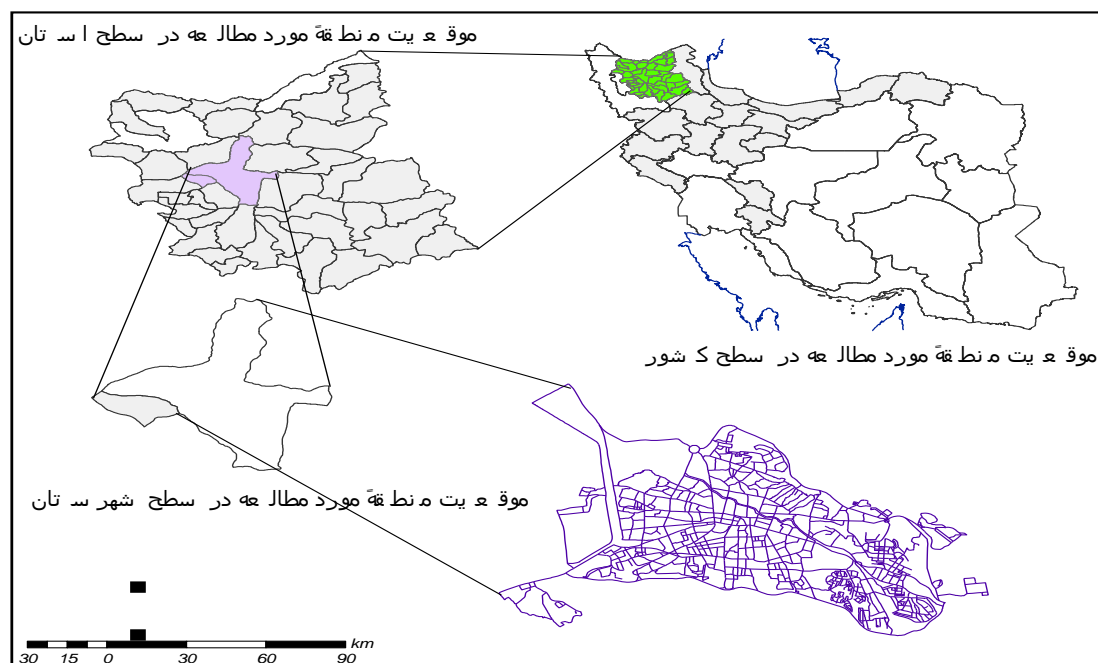 موقعیت منطقهٔ مورد مطالعه در سطح استان
موقعیت منطقهٔ مورد مطالعه در سطح کشور
موقعیت منطقهٔ مورد مطالعه در سطح شهرستان
km
30 15 0 30 60 90